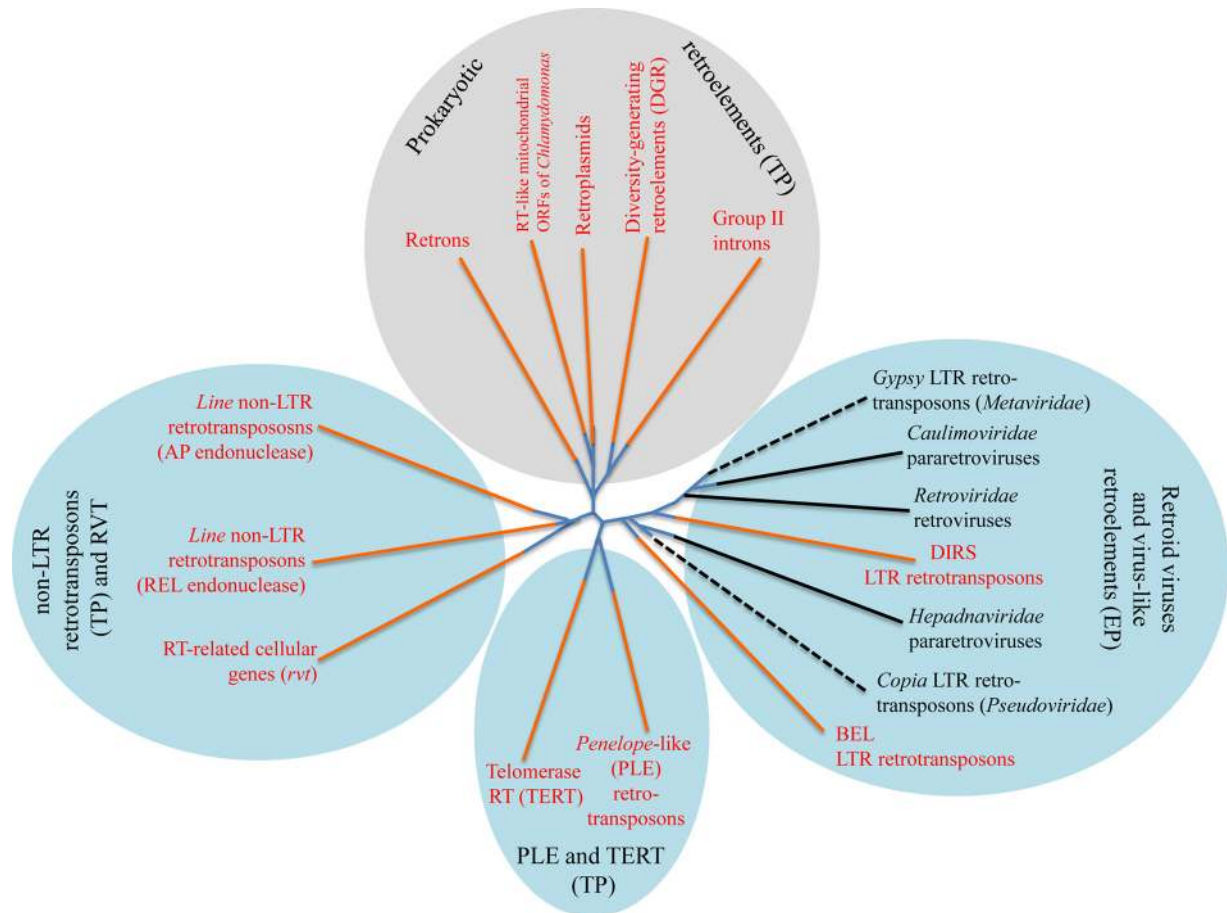 Prokaryotic
retroelements (TP)
Retrons
RT-like mitochondrial
ORFs of Chlamydomonas
Retroplasmids
Diversity-generating
retroelements (DGR)
Group II
introns
Line non-LTR
retrotranspososns
(AP endonuclease)
Line non-LTR
retrotransposons
(REL endonuclease)
RT-related cellular
genes (rvt)
non-LTR
retrotransposons
(TP) and RVT
Gypsy LTR retro-
transposons (Metaviridae)
Caulimoviridae
pararetroviruses
Retroviridae
retroviruses
DIRS
LTR retrotransposons
Hepadnaviridae
pararetroviruses
Copia LTR retro-
transposons (Pseudoviridae)
BEL
LTR retrotransposons
Retroid viruses
and virus-like
retroelements (EP)
Telomerase
RT (TERT)
Penelope-like
(PLE)
retro-
transposons
PLE and TERT
(TP)